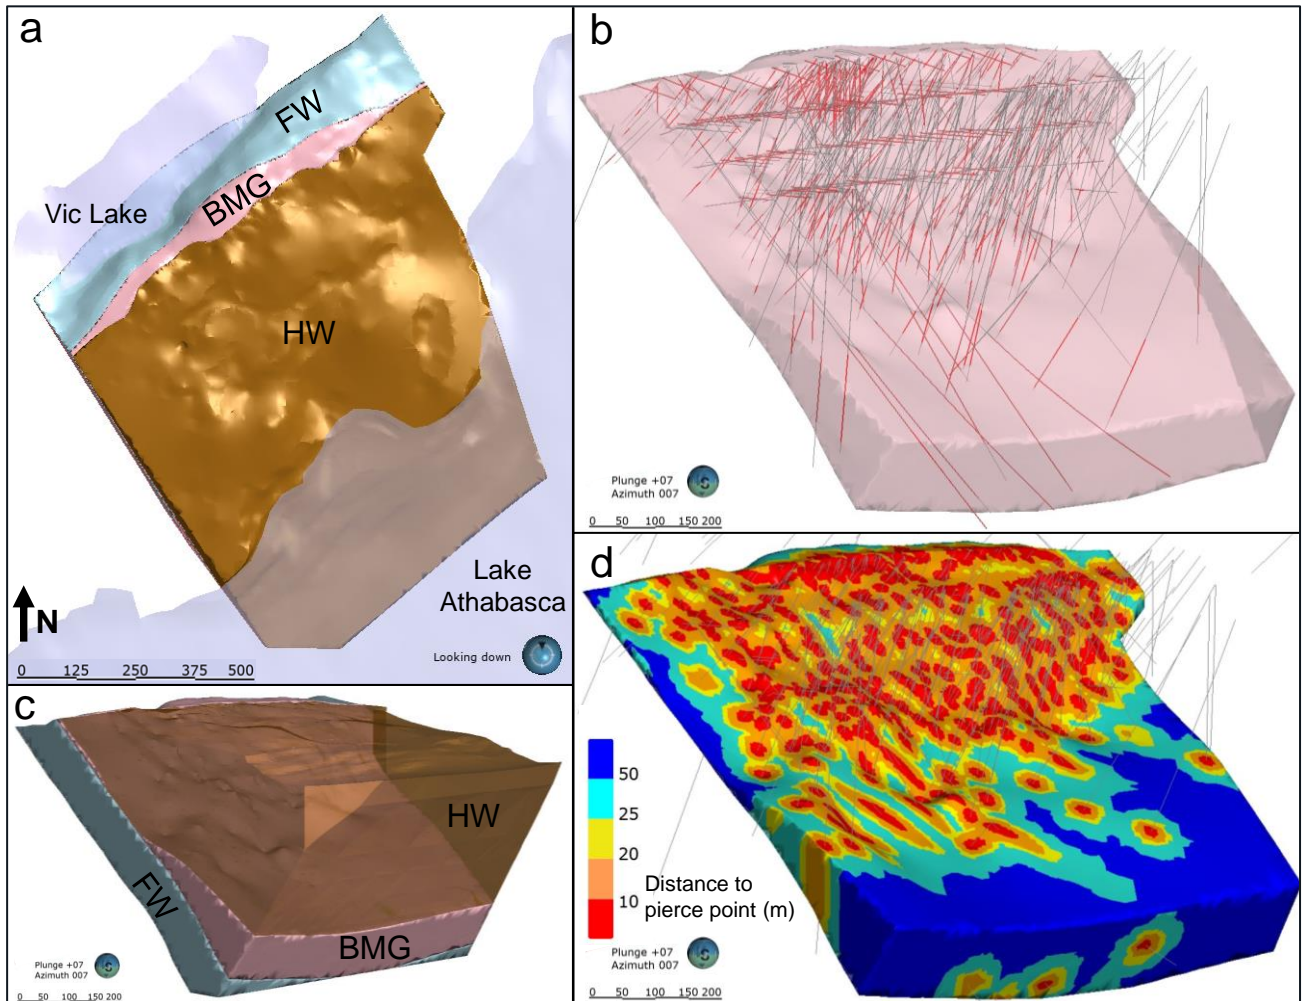 a
FW
BMG
Vic Lake
HW
Lake
Athabasca
N
Looking down
0 125 250 375 500
b
Plunge +07
Azimuth 007
0 50 100 150 200
c
HW
FW
BMG
Plunge +07
Azimuth 007
0 50 100 150 200
d
50
25
20
10
Distance to
pierce point (m)
Plunge +07
Azimuth 007
0 50 100 150 200